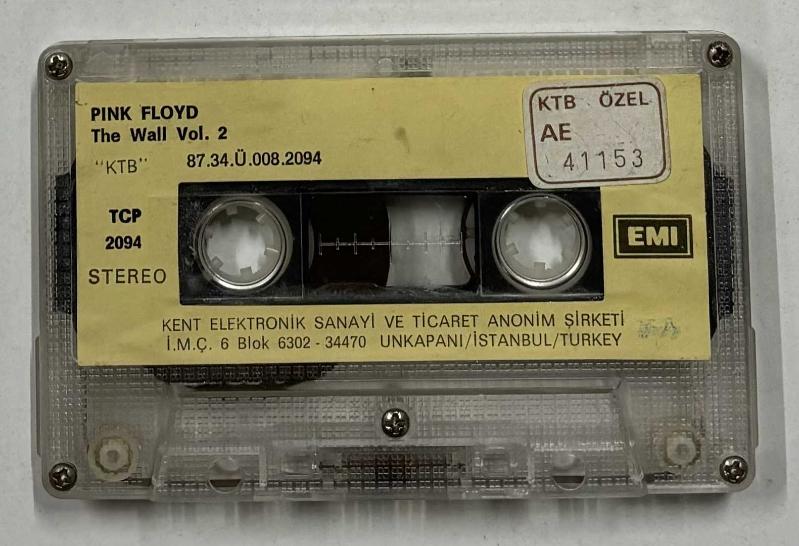 PINK FLOYD
The Wall Vol. 2
"KTB" 87.34.Ü.008.2094
KTB ÖZEL
AE
41153
TCP
2094
STEREO
EMI
KENT ELEKTRONİK SANAYİ VE TİCARET ANONİM ŞİRKETİ
İ.M.Ç. 6 Blok 6302 - 34470 UNKAPANI/İSTANBUL/TURKEY